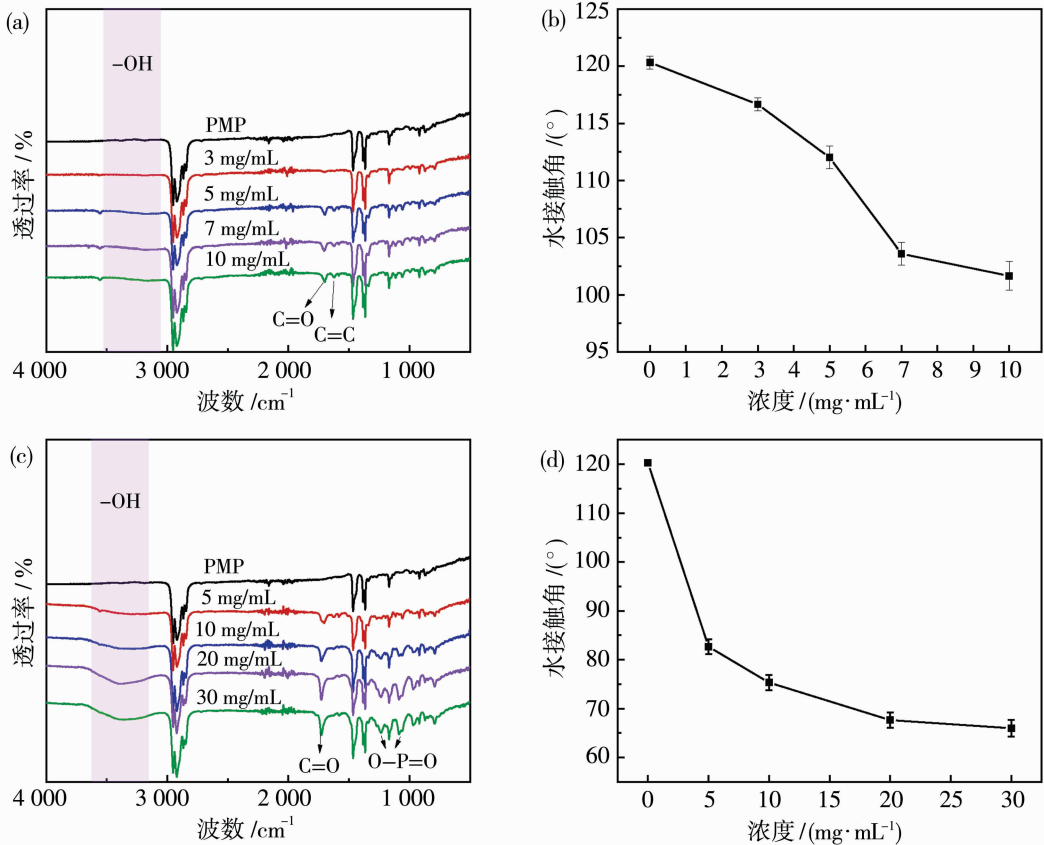 (a)
-OH
PMP
3 mg/mL
5 mg/mL
7 mg/mL
10 mg/mL
C=O
C=C
透过率 / %
4 000 3 000 2 000 1 000
波数 /cm⁻¹
(b)
水接触角 /(°)
125
120
115
110
105
100
95
0 1 2 3 4 5 6 7 8 9 10
浓度 /(mg·mL⁻¹)
(c)
-OH
PMP
5 mg/mL
10 mg/mL
20 mg/mL
30 mg/mL
C=O
O-P=O
透过率 / %
4 000 3 000 2 000 1 000
波数 /cm⁻¹
(d)
水接触角 /(°)
120
110
100
90
80
70
60
0 5 10 15 20 25 30
浓度 /(mg·mL⁻¹)